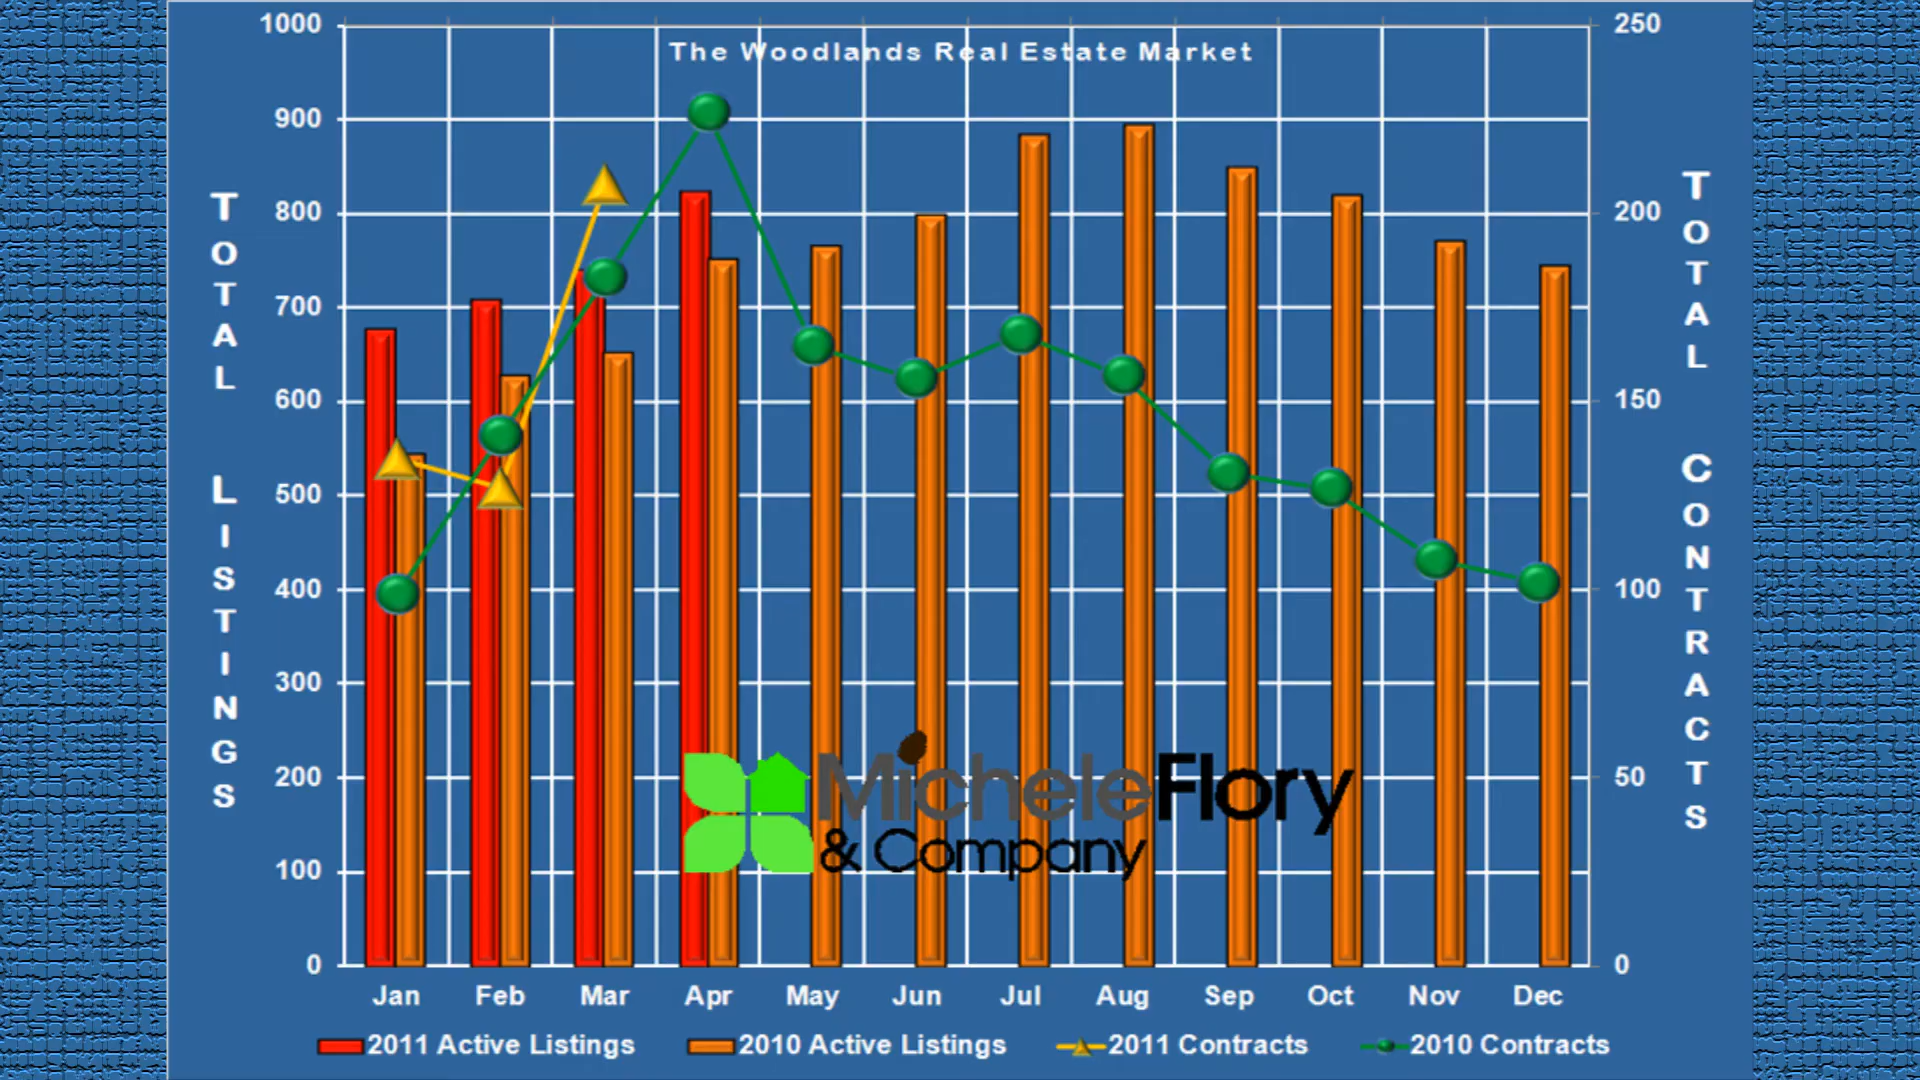 The Woodlands Real Estate Market
TOTAL LISTINGS
1000
900
800
700
600
500
400
300
200
100
0
250
200
150
100
50
0
TOTAL CONTRACTS
MicheleFlory
& Company
Jan Feb Mar Apr May Jun Jul Aug Sep Oct Nov Dec
2011 Active Listings 2010 Active Listings 2011 Contracts 2010 Contracts